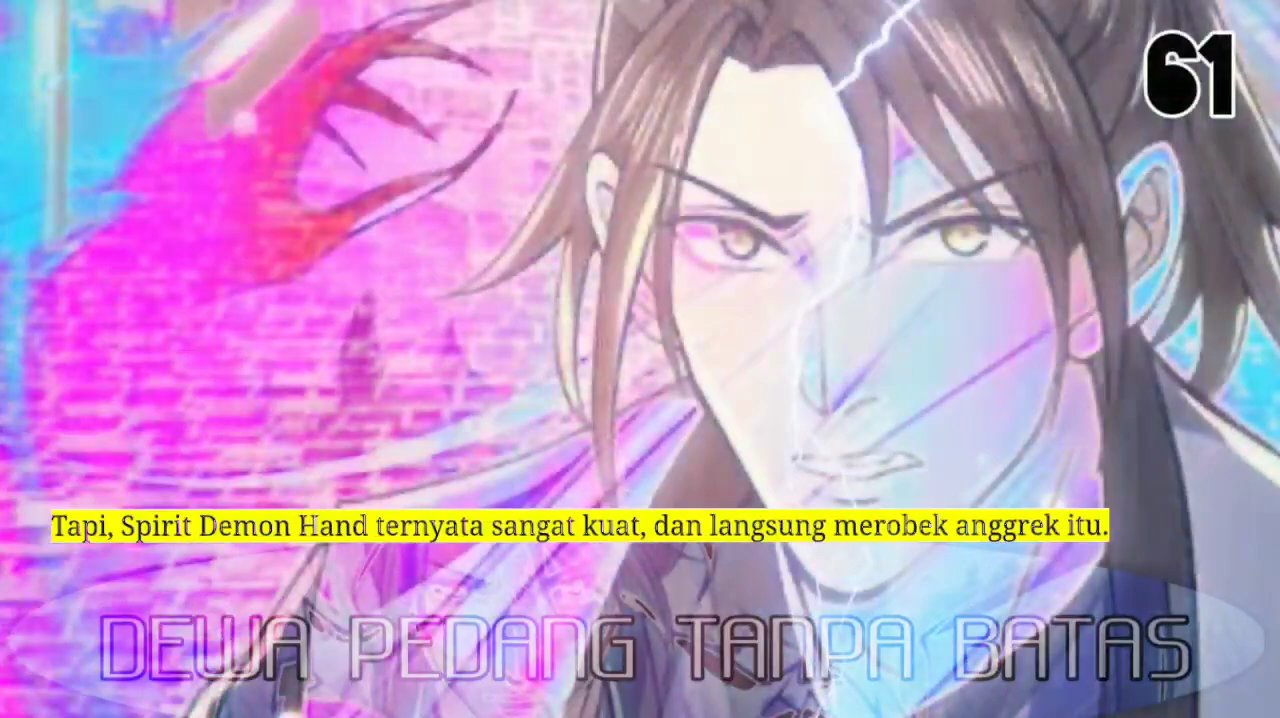 61
Tapi, Spirit Demon Hand ternyata sangat kuat, dan langsung merobek anggrek itu.
DEWA PEDANG TANPA BATAS